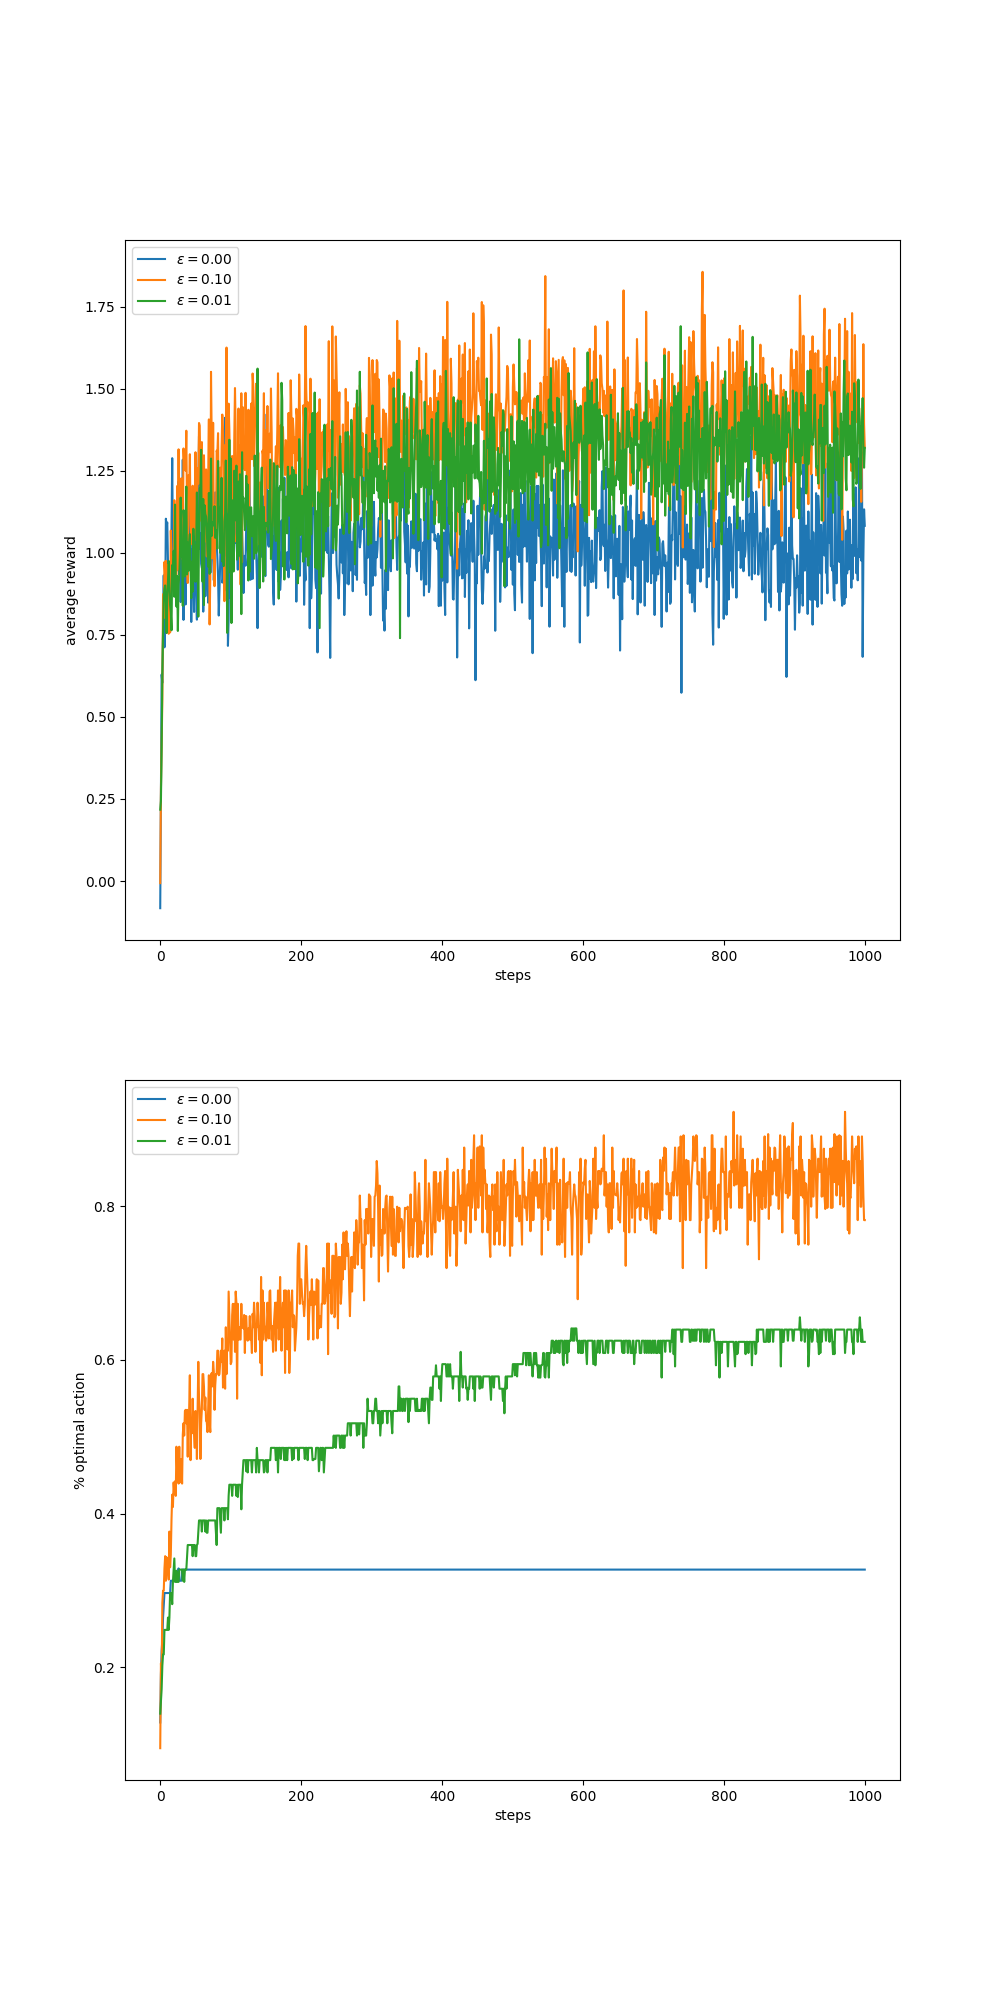 ε = 0.00
ε = 0.10
ε = 0.01
1.75
1.50
1.25
1.00
0.75
0.50
0.25
0.00
average reward
0 200 400 600 800 1000
steps
ε = 0.00
ε = 0.10
ε = 0.01
0.8
0.6
0.4
0.2
% optimal action
0 200 400 600 800 1000
steps